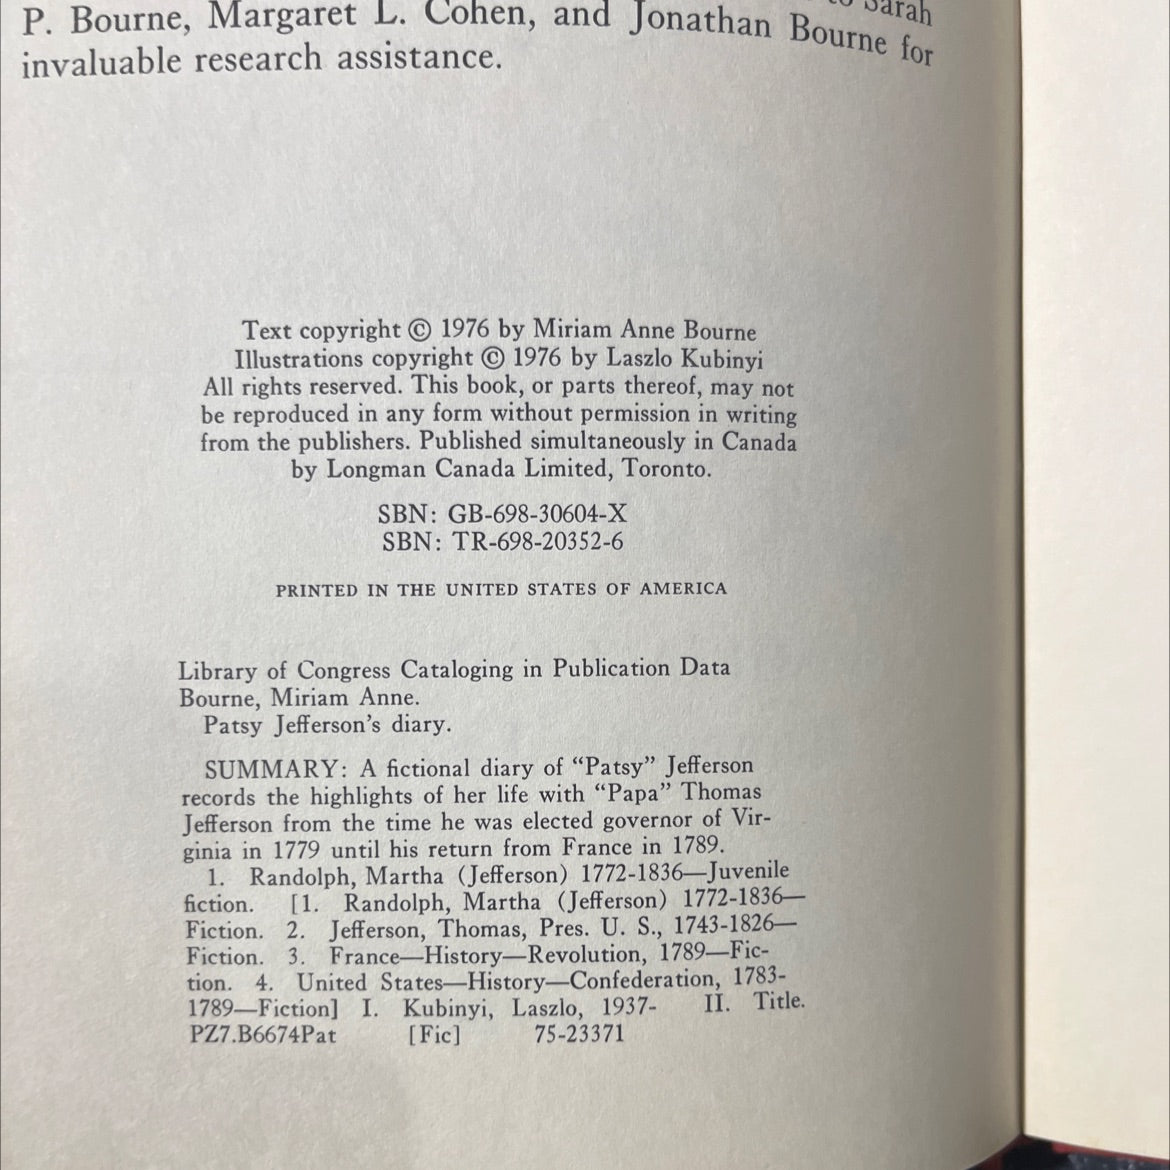 to Sarah
P. Bourne, Margaret L. Cohen, and Jonathan Bourne for
invaluable research assistance.
Text copyright © 1976 by Miriam Anne Bourne
Illustrations copyright © 1976 by Laszlo Kubinyi
All rights reserved. This book, or parts thereof, may not
be reproduced in any form without permission in writing
from the publishers. Published simultaneously in Canada
by Longman Canada Limited, Toronto.
SBN: GB-698-30604-X
SBN: TR-698-20352-6
PRINTED IN THE UNITED STATES OF AMERICA
Library of Congress Cataloging in Publication Data
Bourne, Miriam Anne.
Patsy Jefferson's diary.
SUMMARY: A fictional diary of “Patsy” Jefferson
records the highlights of her life with “Papa” Thomas
Jefferson from the time he was elected governor of Vir-
ginia in 1779 until his return from France in 1789.
1. Randolph, Martha (Jefferson) 1772-1836—Juvenile
fiction. [1. Randolph, Martha (Jefferson) 1772-1836—
Fiction. 2. Jefferson, Thomas, Pres. U. S., 1743-1826—
Fiction. 3. France—History—Revolution, 1789—Fic-
tion. 4. United States—History—Confederation, 1783-
1789—Fiction] I. Kubinyi, Laszlo, 1937- II. Title.
PZ7.B6674Pat [Fic] 75-23371